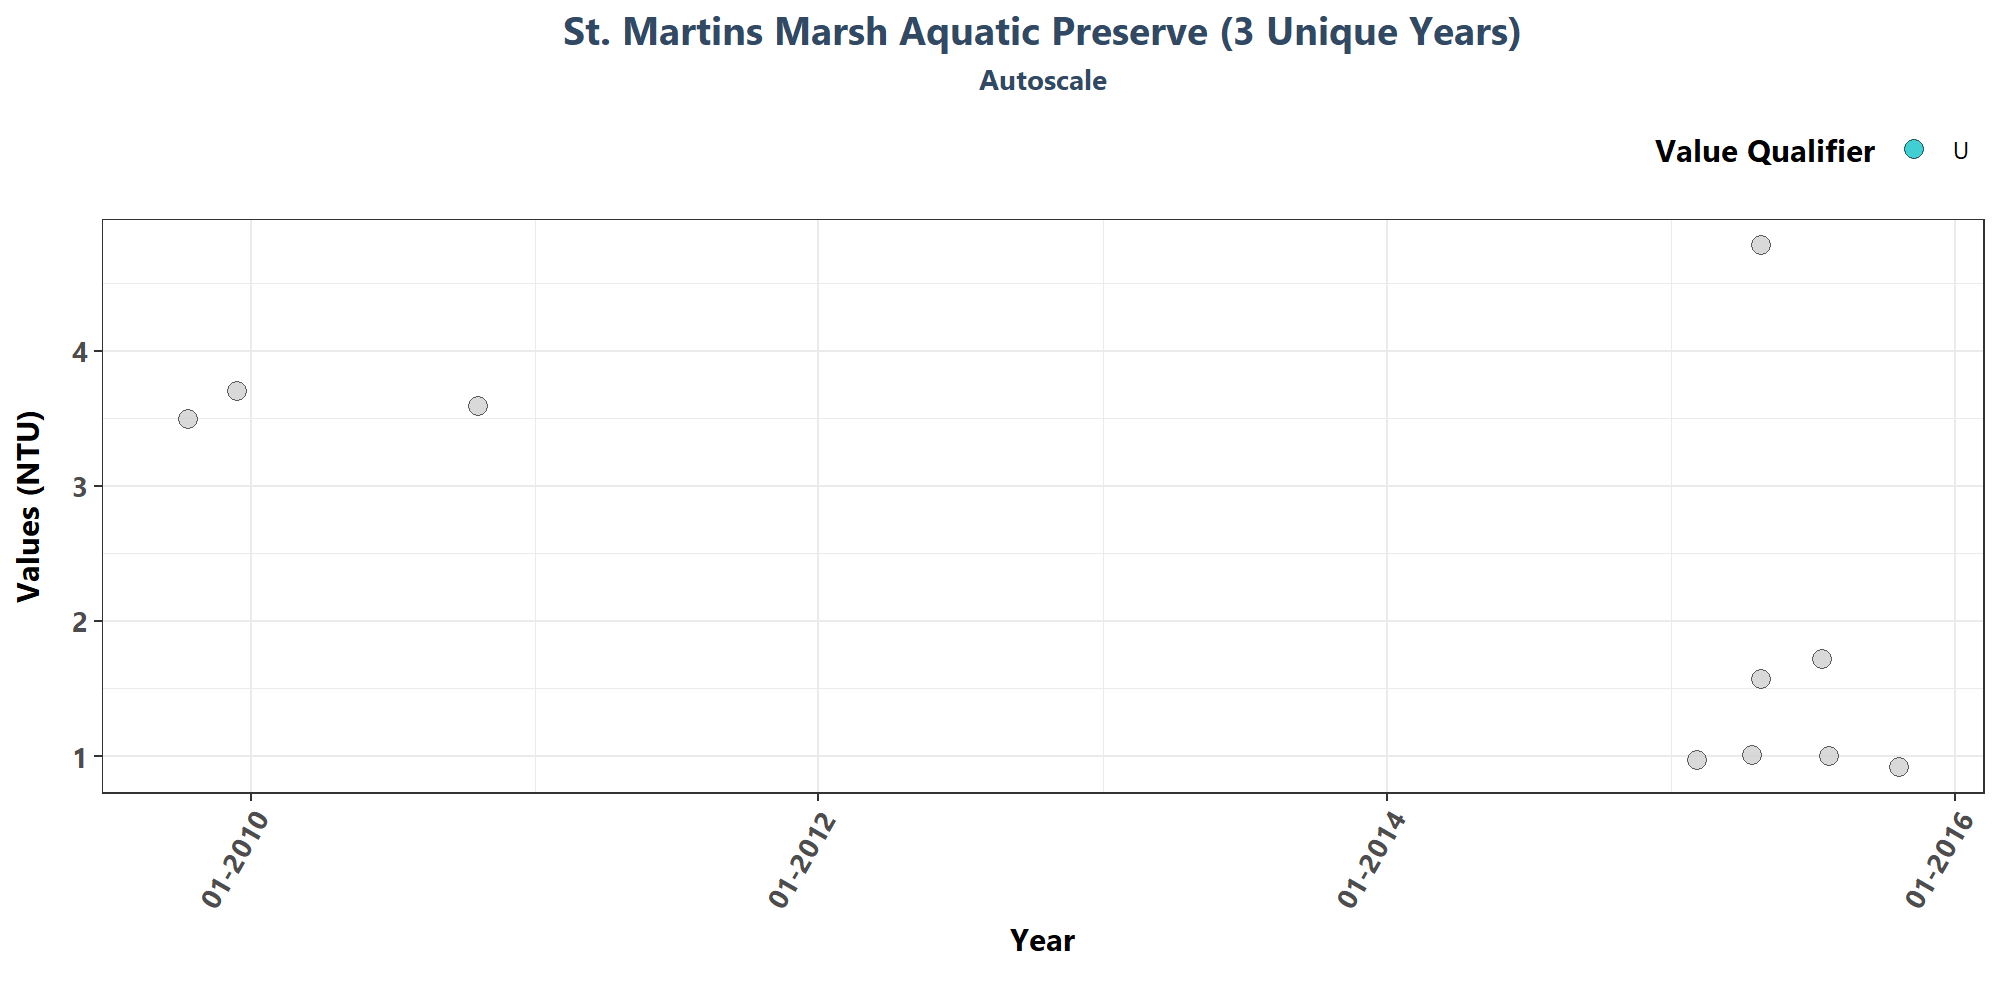 St. Martins Marsh Aquatic Preserve (3 Unique Years)
Autoscale
Value Qualifier U
Values (NTU)
4
3
2
1
01-2010
01-2012
01-2014
01-2016
Year